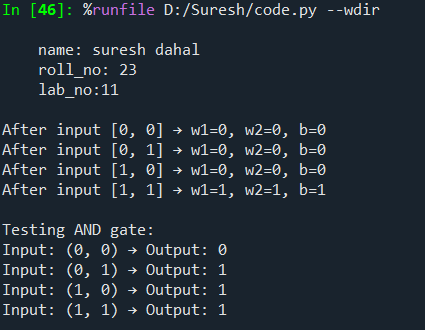 In [46]: %runfile D:/Suresh/code.py --wdir
name: suresh dahal
roll_no: 23
lab_no:11
After input [0, 0] → w1=0, w2=0, b=0
After input [0, 1] → w1=0, w2=0, b=0
After input [1, 0] → w1=0, w2=0, b=0
After input [1, 1] → w1=1, w2=1, b=1
Testing AND gate:
Input: (0, 0) → Output: 0
Input: (0, 1) → Output: 1
Input: (1, 0) → Output: 1
Input: (1, 1) → Output: 1